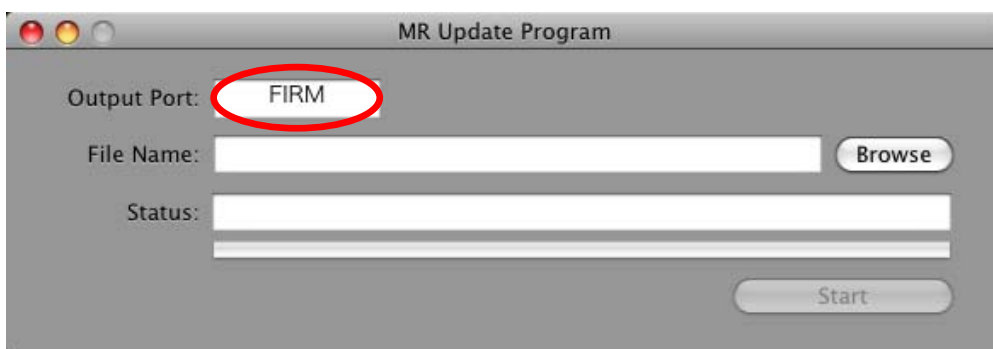 MR Update Program
Output Port: FIRM
File Name: Browse
Status:
Start